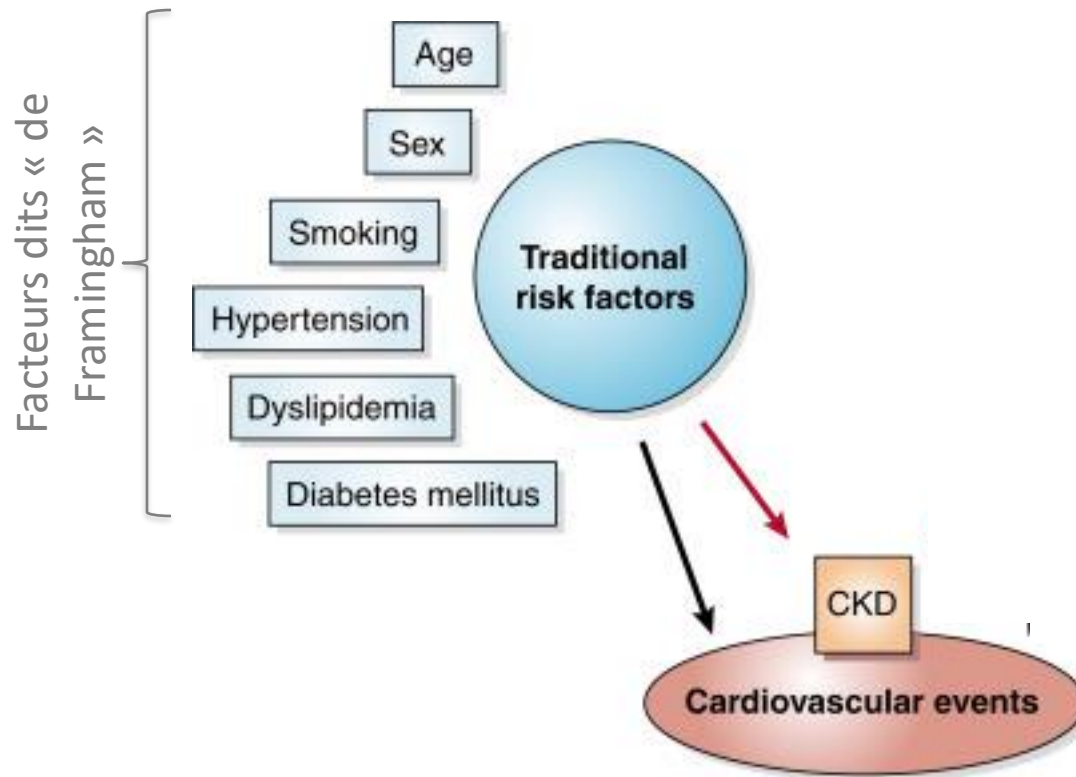 Facteurs dits « de
Framingham »
Age
Sex
Smoking
Hypertension
Dyslipidemia
Diabetes mellitus
Traditional
risk factors
CKD
Cardiovascular events